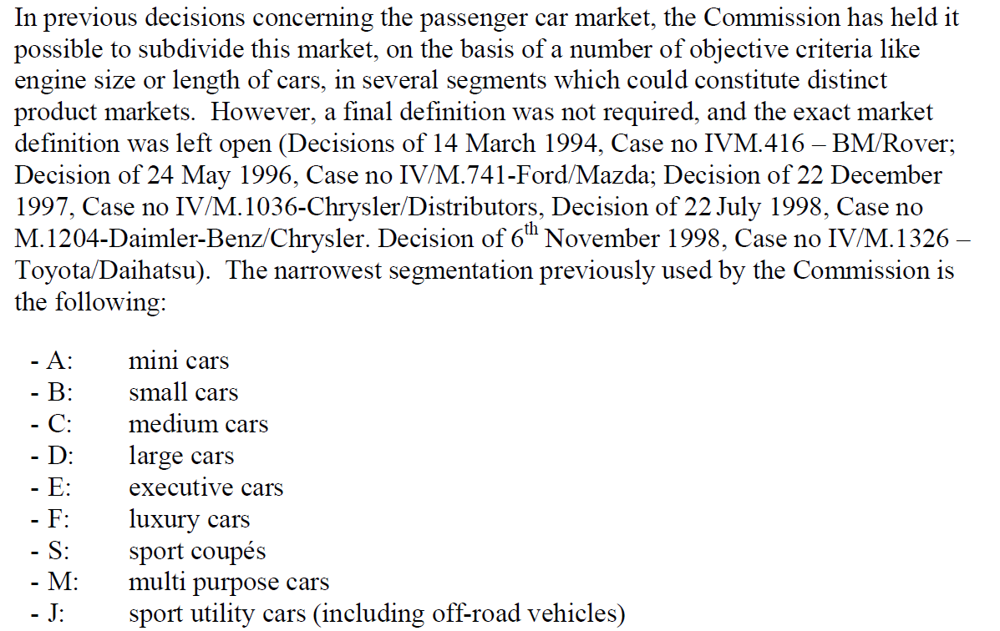 In previous decisions concerning the passenger car market, the Commission has held it
possible to subdivide this market, on the basis of a number of objective criteria like
engine size or length of cars, in several segments which could constitute distinct
product markets.  However, a final definition was not required, and the exact market
definition was left open (Decisions of 14 March 1994, Case no IVM.416 – BM/Rover;
Decision of 24 May 1996, Case no IV/M.741-Ford/Mazda; Decision of 22 December
1997, Case no IV/M.1036-Chrysler/Distributors, Decision of 22 July 1998, Case no
M.1204-Daimler-Benz/Chrysler. Decision of 6th November 1998, Case no IV/M.1326 –
Toyota/Daihatsu).  The narrowest segmentation previously used by the Commission is
the following:
- A: mini cars
- B: small cars
- C: medium cars
- D: large cars
- E: executive cars
- F: luxury cars
- S: sport coupés
- M: multi purpose cars
- J: sport utility cars (including off-road vehicles)